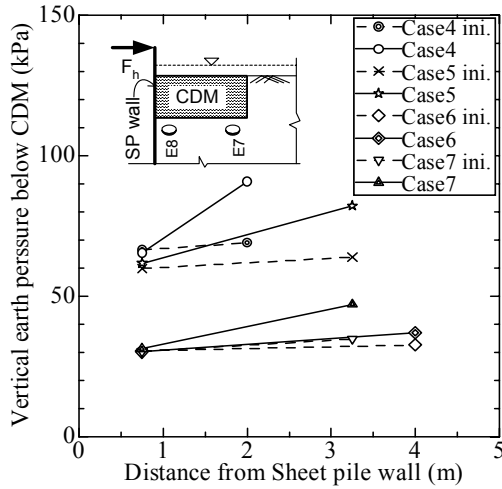 Vertical earth perssure below CDM (kPa)
150
100
50
0
F_h
SP wall
CDM
E8
E7
Case4 ini.
Case4
Case5 ini.
Case5
Case6 ini.
Case6
Case7 ini.
Case7
0 1 2 3 4 5
Distance from Sheet pile wall (m)